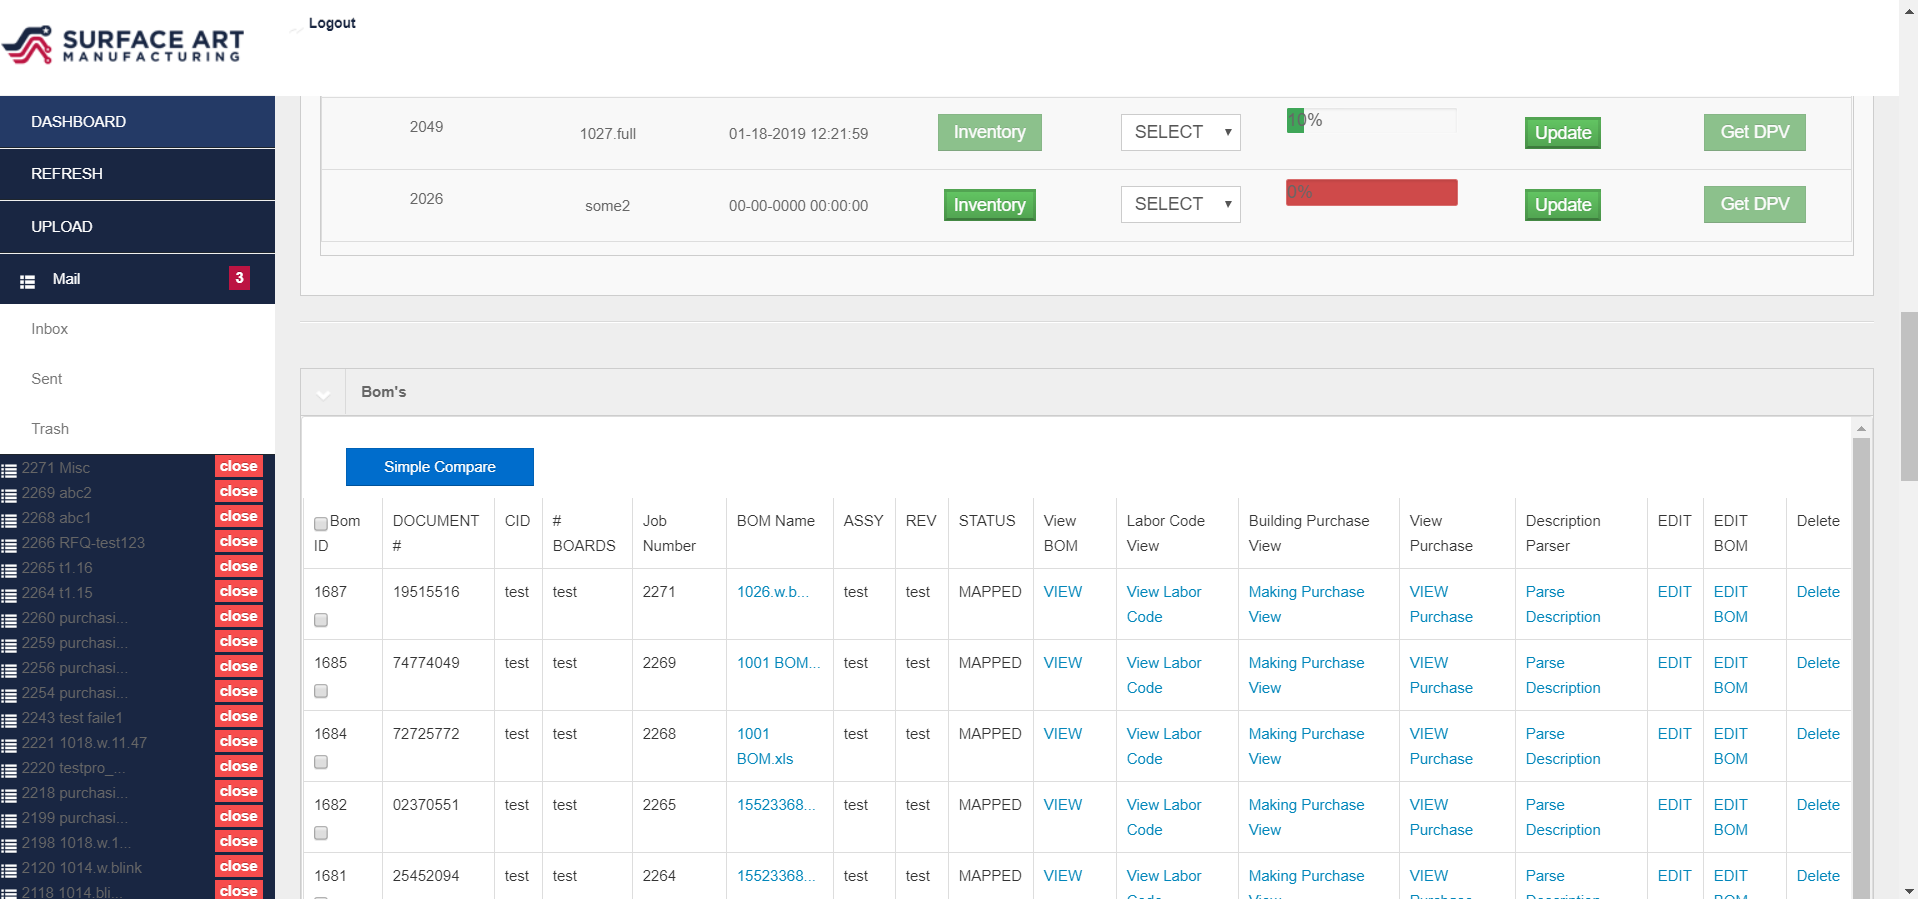 SURFACE ART
MANUFACTURING
Logout
DASHBOARD
REFRESH
UPLOAD
Mail 3
Inbox
Sent
Trash
2271 Misc close
2269 abc2 close
2268 abc1 close
2266 RFQ-test123 close
2265 t1.16 close
2264 t1.15 close
2260 purchasi... close
2259 purchasi... close
2256 purchasi... close
2254 purchasi... close
2243 test faile1 close
2221 1018.w.11.47 close
2220 testpro_... close
2218 purchasi... close
2199 purchasi... close
2198 1018.w.1... close
2120 1014.w.blink close
2118 1014.bli... close
2049 1027.full 01-18-2019 12:21:59 Inventory SELECT 10% Update Get DPV
2026 some2 00-00-0000 00:00:00 Inventory SELECT 0% Update Get DPV
Bom's
Simple Compare
Bom DOCUMENT CID # Job BOM Name ASSY REV STATUS View Labor Code Building Purchase View Description EDIT EDIT Delete
ID # BOARDS Number BOM View View Purchase Parser BOM
1687 19515516 test test 2271 1026.w.b... test test MAPPED VIEW View Labor Making Purchase VIEW Parse EDIT EDIT Delete
Code View Purchase Description BOM
1685 74774049 test test 2269 1001 BOM... test test MAPPED VIEW View Labor Making Purchase VIEW Parse EDIT EDIT Delete
Code View Purchase Description BOM
1684 72725772 test test 2268 1001 test test MAPPED VIEW View Labor Making Purchase VIEW Parse EDIT EDIT Delete
BOM.xls Code View Purchase Description BOM
1682 02370551 test test 2265 15523368... test test MAPPED VIEW View Labor Making Purchase VIEW Parse EDIT EDIT Delete
Code View Purchase Description BOM
1681 25452094 test test 2264 15523368... test test MAPPED VIEW View Labor Making Purchase VIEW Parse EDIT EDIT Delete